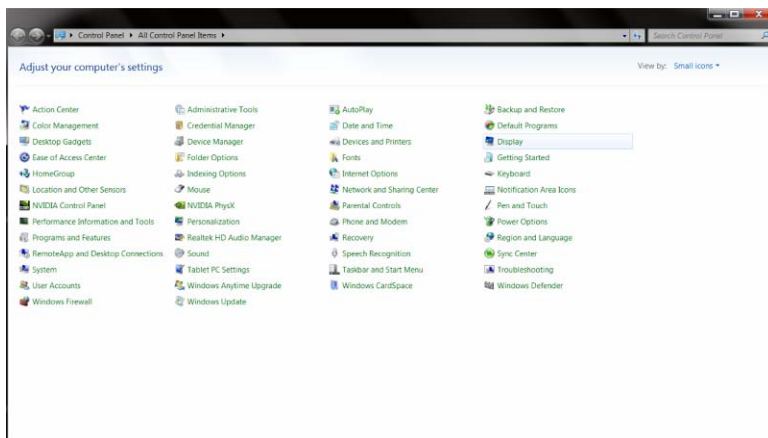 Control Panel ▸ All Control Panel Items ▸
Search Control Panel
Adjust your computer's settings
View by: Small icons
Action Center
Administrative Tools
AutoPlay
Backup and Restore
Color Management
Credential Manager
Date and Time
Default Programs
Desktop Gadgets
Device Manager
Devices and Printers
Display
Ease of Access Center
Folder Options
Fonts
Getting Started
HomeGroup
Indexing Options
Internet Options
Keyboard
Location and Other Sensors
Mouse
Network and Sharing Center
Notification Area Icons
NVIDIA Control Panel
NVIDIA PhysX
Parental Controls
Pen and Touch
Performance Information and Tools
Personalization
Phone and Modem
Power Options
Programs and Features
Realtek HD Audio Manager
Recovery
Region and Language
RemoteApp and Desktop Connections
Sound
Speech Recognition
Sync Center
System
Tablet PC Settings
Taskbar and Start Menu
Troubleshooting
User Accounts
Windows Anytime Upgrade
Windows CardSpace
Windows Defender
Windows Firewall
Windows Update